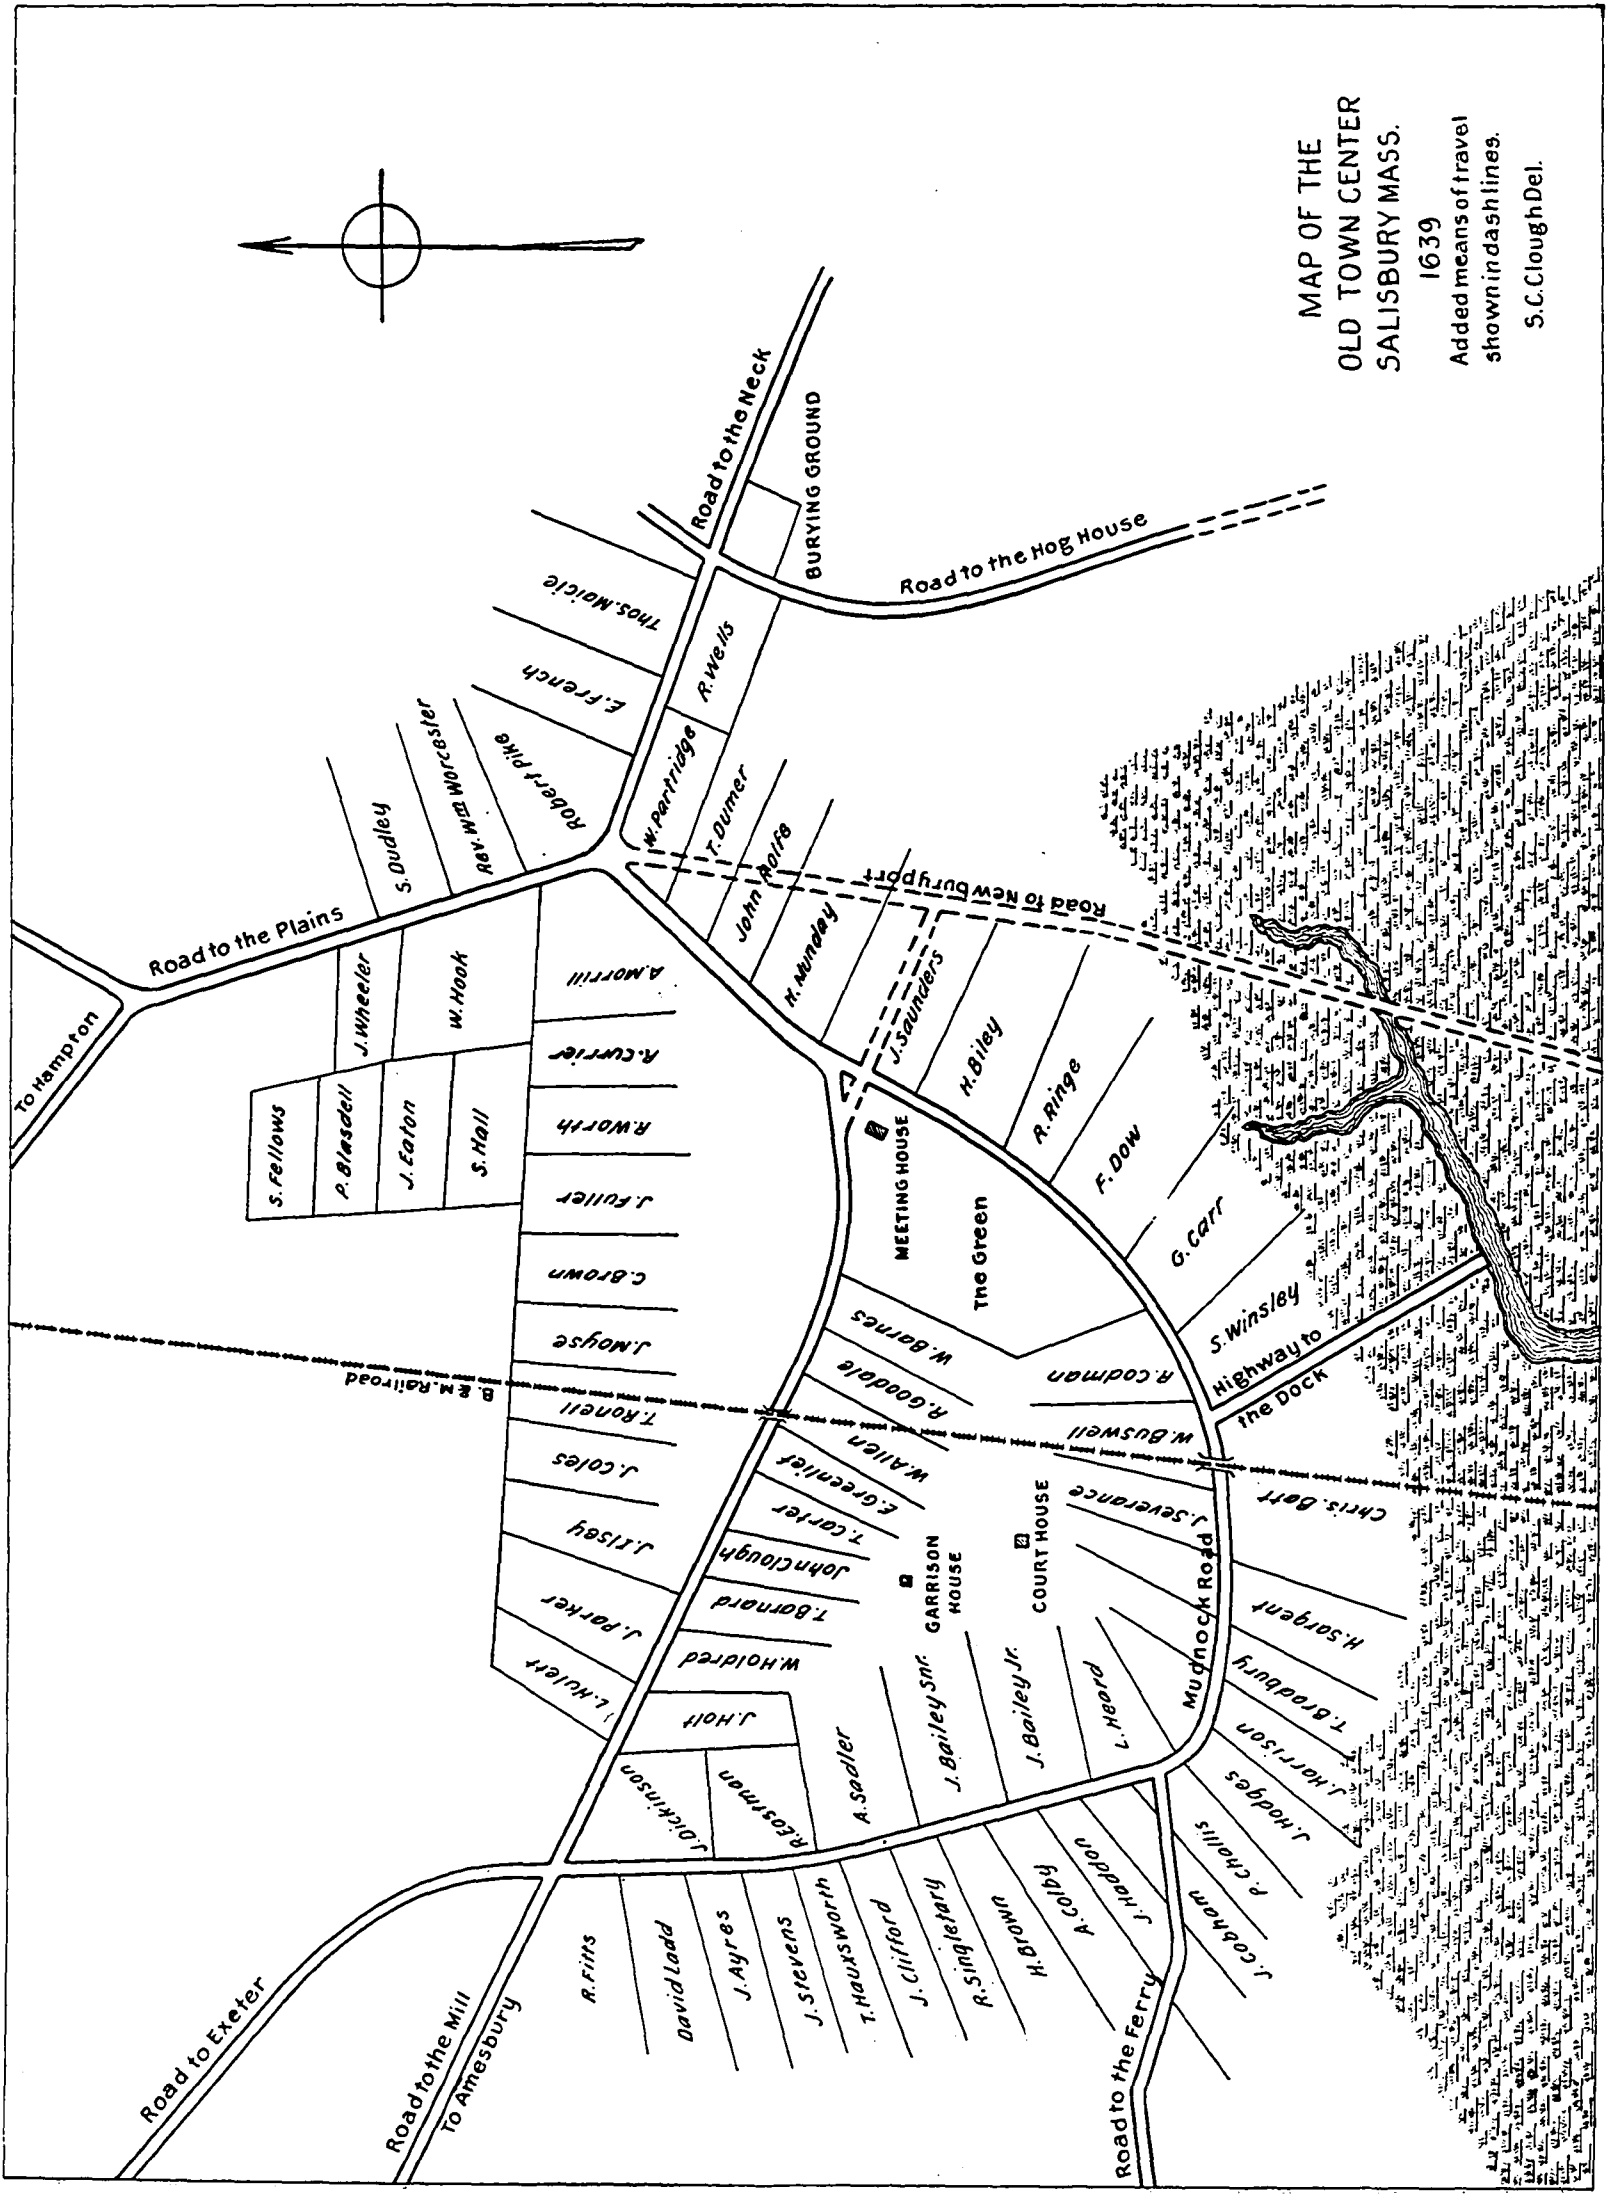 MAP OF THE
OLD TOWN CENTER
SALISBURY MASS.
1639
Added means of travel
shown in dash lines.
S.C.Clough Del.
Road to Exeter
Road to the Mill
To Amesbury
To Hampton
Road to the Plains
Road to the Neck
BURYING GROUND
Road to the Hog House
Road to Newburyport
B. & M. Railroad
S. Fellows
P. Blasdell
J. Eaton
S. Hall
J. Wheeler
W. Hook
S. Dudley
Rev. Wm Worcester
Robert Pike
E. French
Thos. Maicle
R. Wells
W. Partridge
T. Dumer
John Rolfe
H. Munday
J. Saunders
H. Biley
R. Ringe
F. Dow
G. Carr
S. Winsley
Highway to
the Dock
L. Hulett
J. Parker
J. Ilsey
J. Coles
T. Ronell
J. Moyse
C. Brown
J. Fuller
R. Worth
R. Currier
A. Morrill
MEETING HOUSE
The Green
W. Barnes
R. Goodale
W. Allen
E. Greenlief
T. Carter
John Clough
T. Barnard
W. Holdred
J. Holt
J. Dickinson
R. Eastman
A. Sadler
J. Bailey Snr.
J. Bailey Jr.
L. Heard
GARRISON
HOUSE
COURT HOUSE
R. Codman
W. Buswell
J. Severance
Mudnock Road
Chris. Batt
H. Sargent
T. Bradbury
J. Harrison
J. Hodges
P. Challis
J. Cobham
R. Fitts
David Ladd
J. Ayres
J. Stevens
T. Hauxsworth
J. Clifford
R. Singletary
H. Brown
A. Colby
J. Haddon
Road to the Ferry